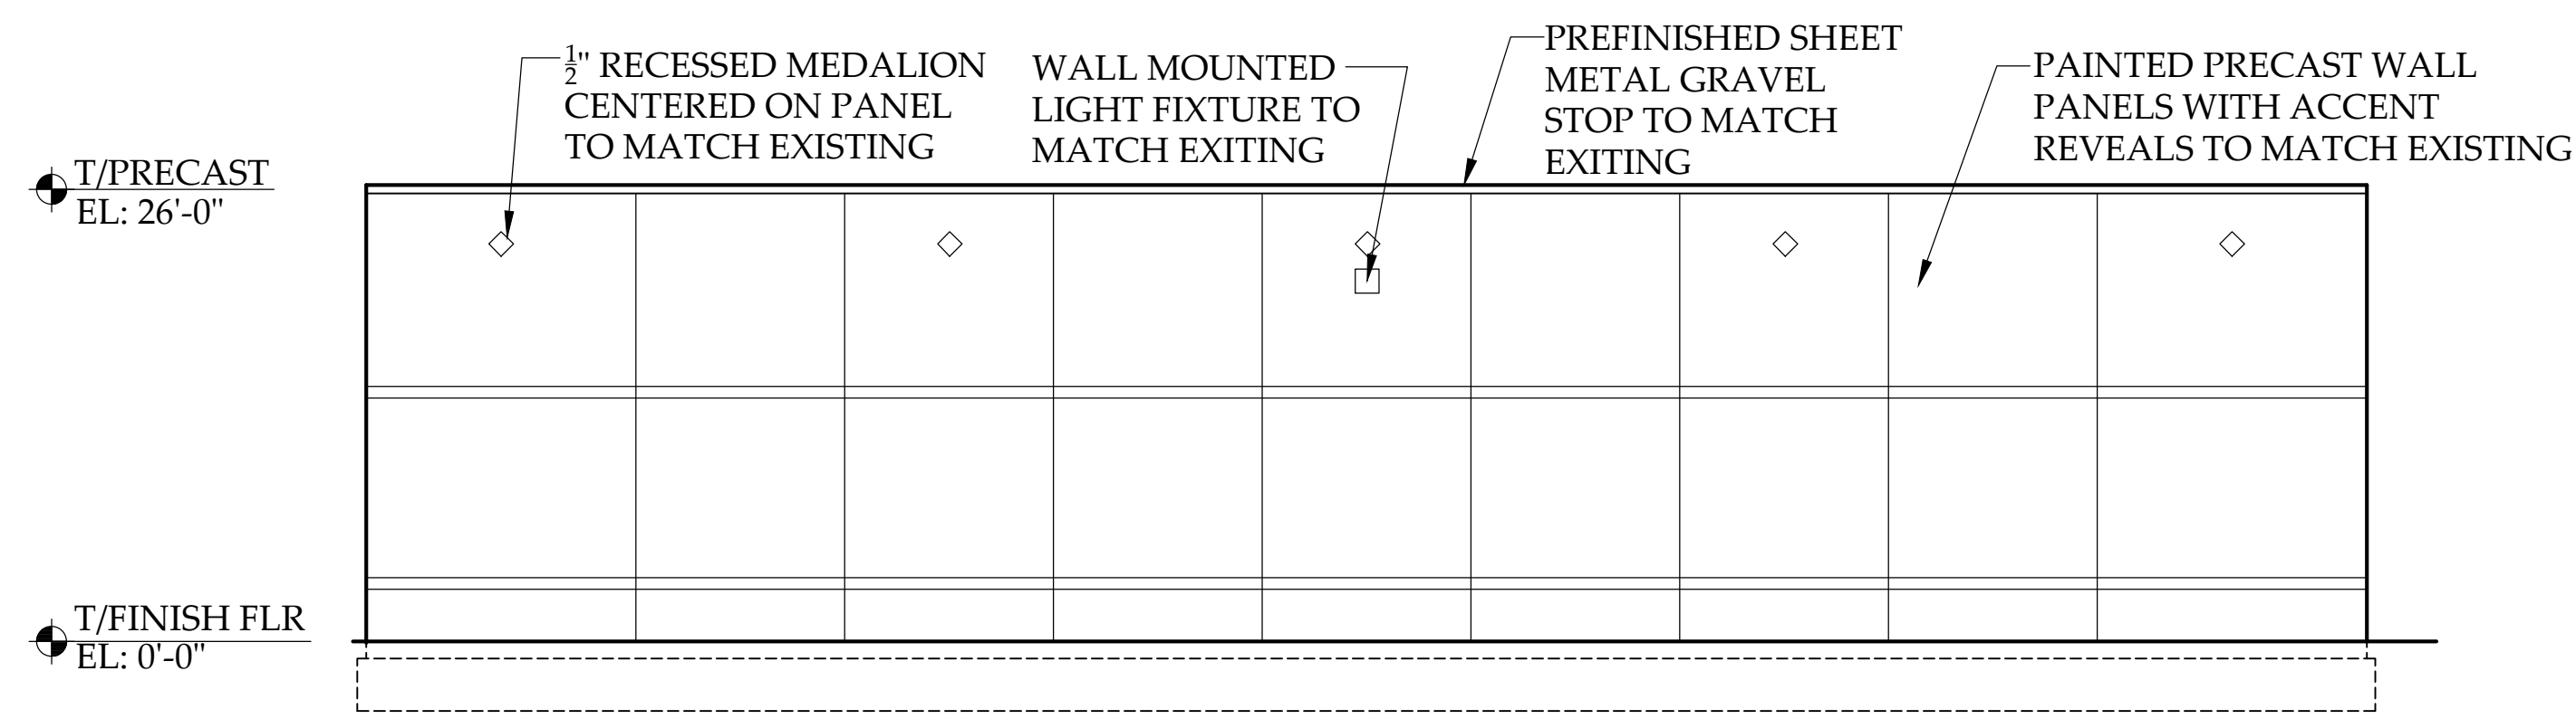 ½" RECESSED MEDALION
CENTERED ON PANEL
TO MATCH EXISTING
WALL MOUNTED
LIGHT FIXTURE TO
MATCH EXITING
PREFINISHED SHEET
METAL GRAVEL
STOP TO MATCH
EXITING
PAINTED PRECAST WALL
PANELS WITH ACCENT
REVEALS TO MATCH EXISTING
T/PRECAST
EL: 26'-0"
T/FINISH FLR
EL: 0'-0"